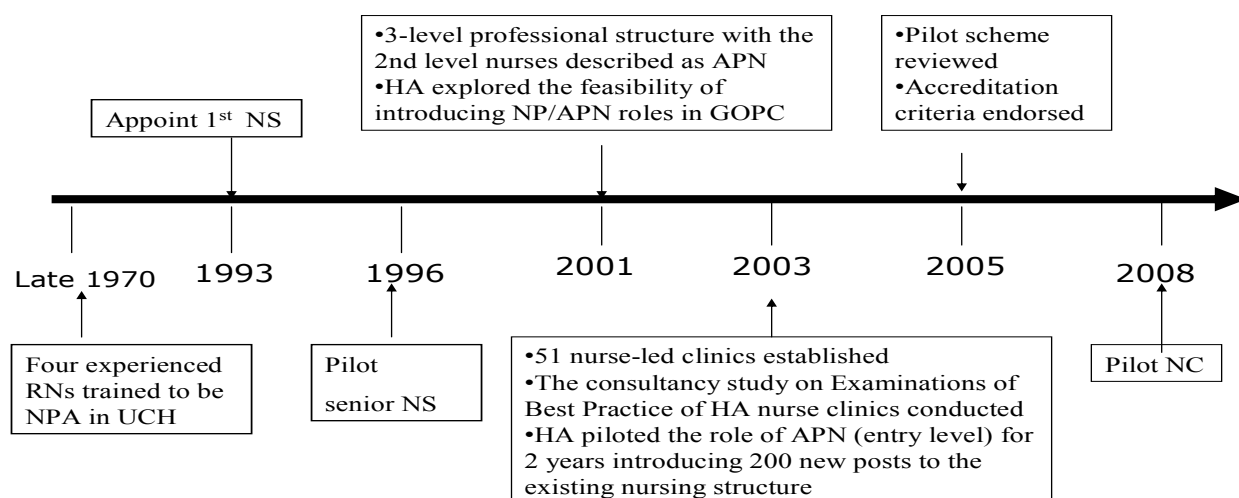 •3-level professional structure with the
2nd level nurses described as APN
•HA explored the feasibility of
introducing NP/APN roles in GOPC
•Pilot scheme
reviewed
•Accreditation
criteria endorsed
Appoint 1st NS
Late 1970
1993
1996
2001
2003
2005
2008
Four experienced
RNs trained to be
NPA in UCH
Pilot
senior NS
•51 nurse-led clinics established
•The consultancy study on Examinations of
Best Practice of HA nurse clinics conducted
•HA piloted the role of APN (entry level) for
2 years introducing 200 new posts to the
existing nursing structure
Pilot NC